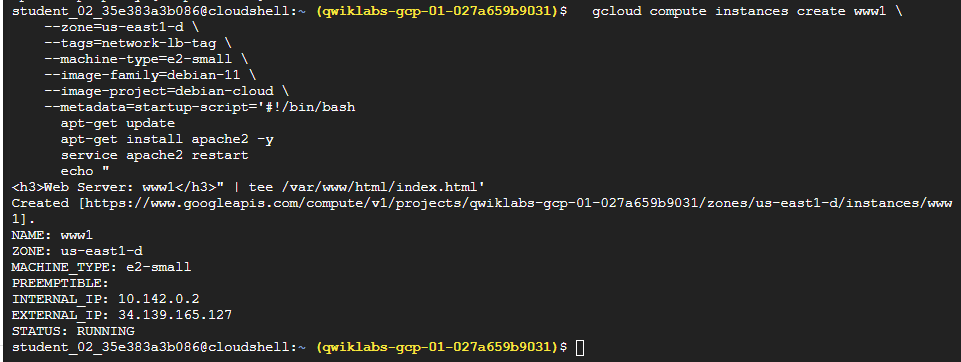 student_02_35e383a3b086@cloudshell:~ (qwiklabs-gcp-01-027a659b9031)$   gcloud compute instances create www1 \
    --zone=us-east1-d \
    --tags=network-lb-tag \
    --machine-type=e2-small \
    --image-family=debian-11 \
    --image-project=debian-cloud \
    --metadata=startup-script='#!/bin/bash
      apt-get update
      apt-get install apache2 -y
      service apache2 restart
      echo "
<h3>Web Server: www1</h3>" | tee /var/www/html/index.html'
Created [https://www.googleapis.com/compute/v1/projects/qwiklabs-gcp-01-027a659b9031/zones/us-east1-d/instances/www
1].
NAME: www1
ZONE: us-east1-d
MACHINE_TYPE: e2-small
PREEMPTIBLE:
INTERNAL_IP: 10.142.0.2
EXTERNAL_IP: 34.139.165.127
STATUS: RUNNING
student_02_35e383a3b086@cloudshell:~ (qwiklabs-gcp-01-027a659b9031)$